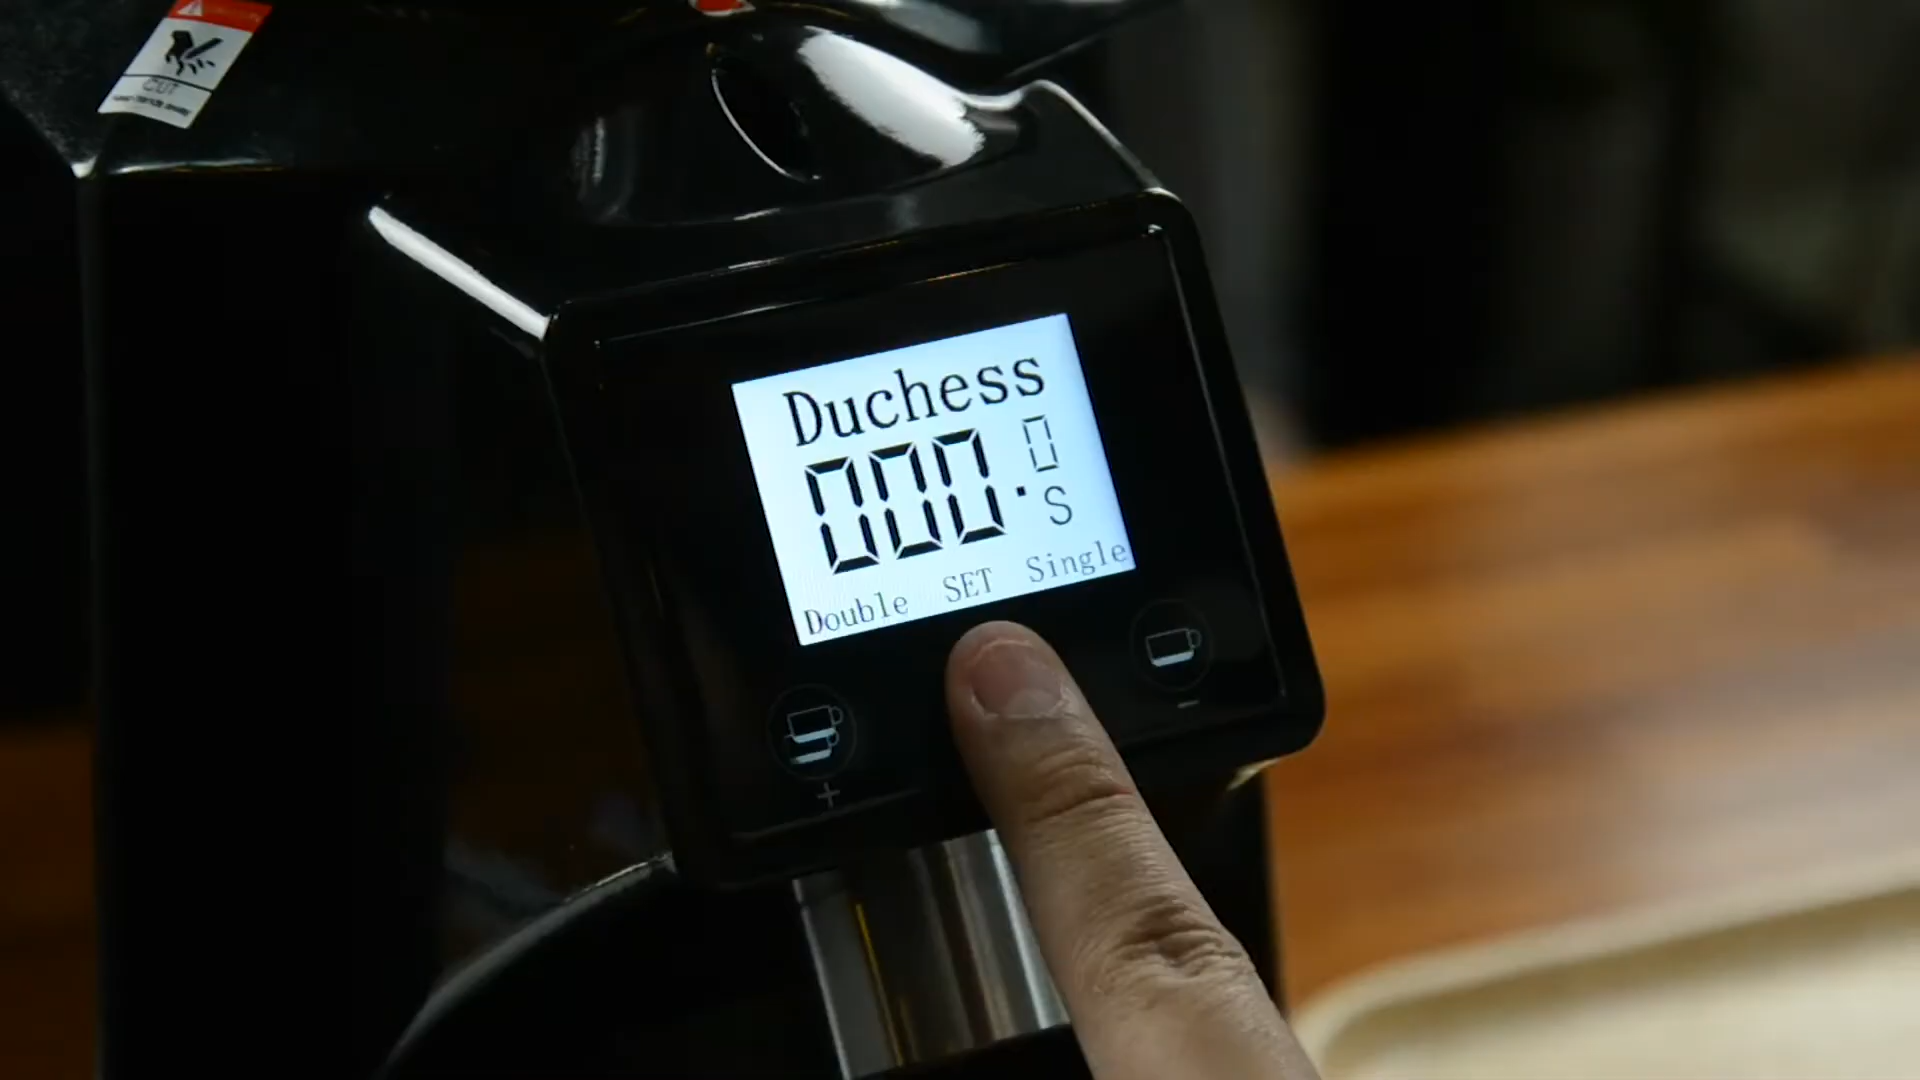 CUT
Duchess
000.0
S
Double SET Single
+
-